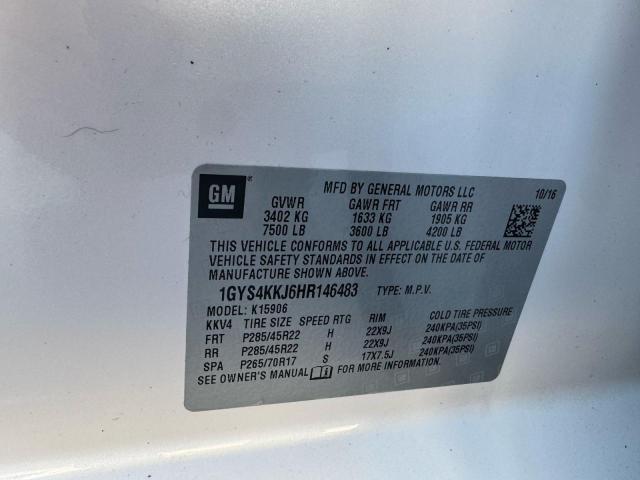 GM
MFD BY GENERAL MOTORS LLC 10/16
GVWR GAWR FRT GAWR RR
3402 KG 1633 KG 1905 KG
7500 LB 3600 LB 4200 LB
THIS VEHICLE CONFORMS TO ALL APPLICABLE U.S. FEDERAL MOTOR
VEHICLE SAFETY STANDARDS IN EFFECT ON THE DATE OF
MANUFACTURE SHOWN ABOVE.
1GYS4KKJ6HR146483 TYPE: M.P.V.
MODEL: K15906
KKV4 TIRE SIZE SPEED RTG RIM COLD TIRE PRESSURE
FRT P285/45R22 H 22X9J 240KPA(35PSI)
RR P285/45R22 H 22X9J 240KPA(35PSI)
SPA P265/70R17 S 17X7.5J 240KPA(35PSI)
SEE OWNER'S MANUAL FOR MORE INFORMATION.